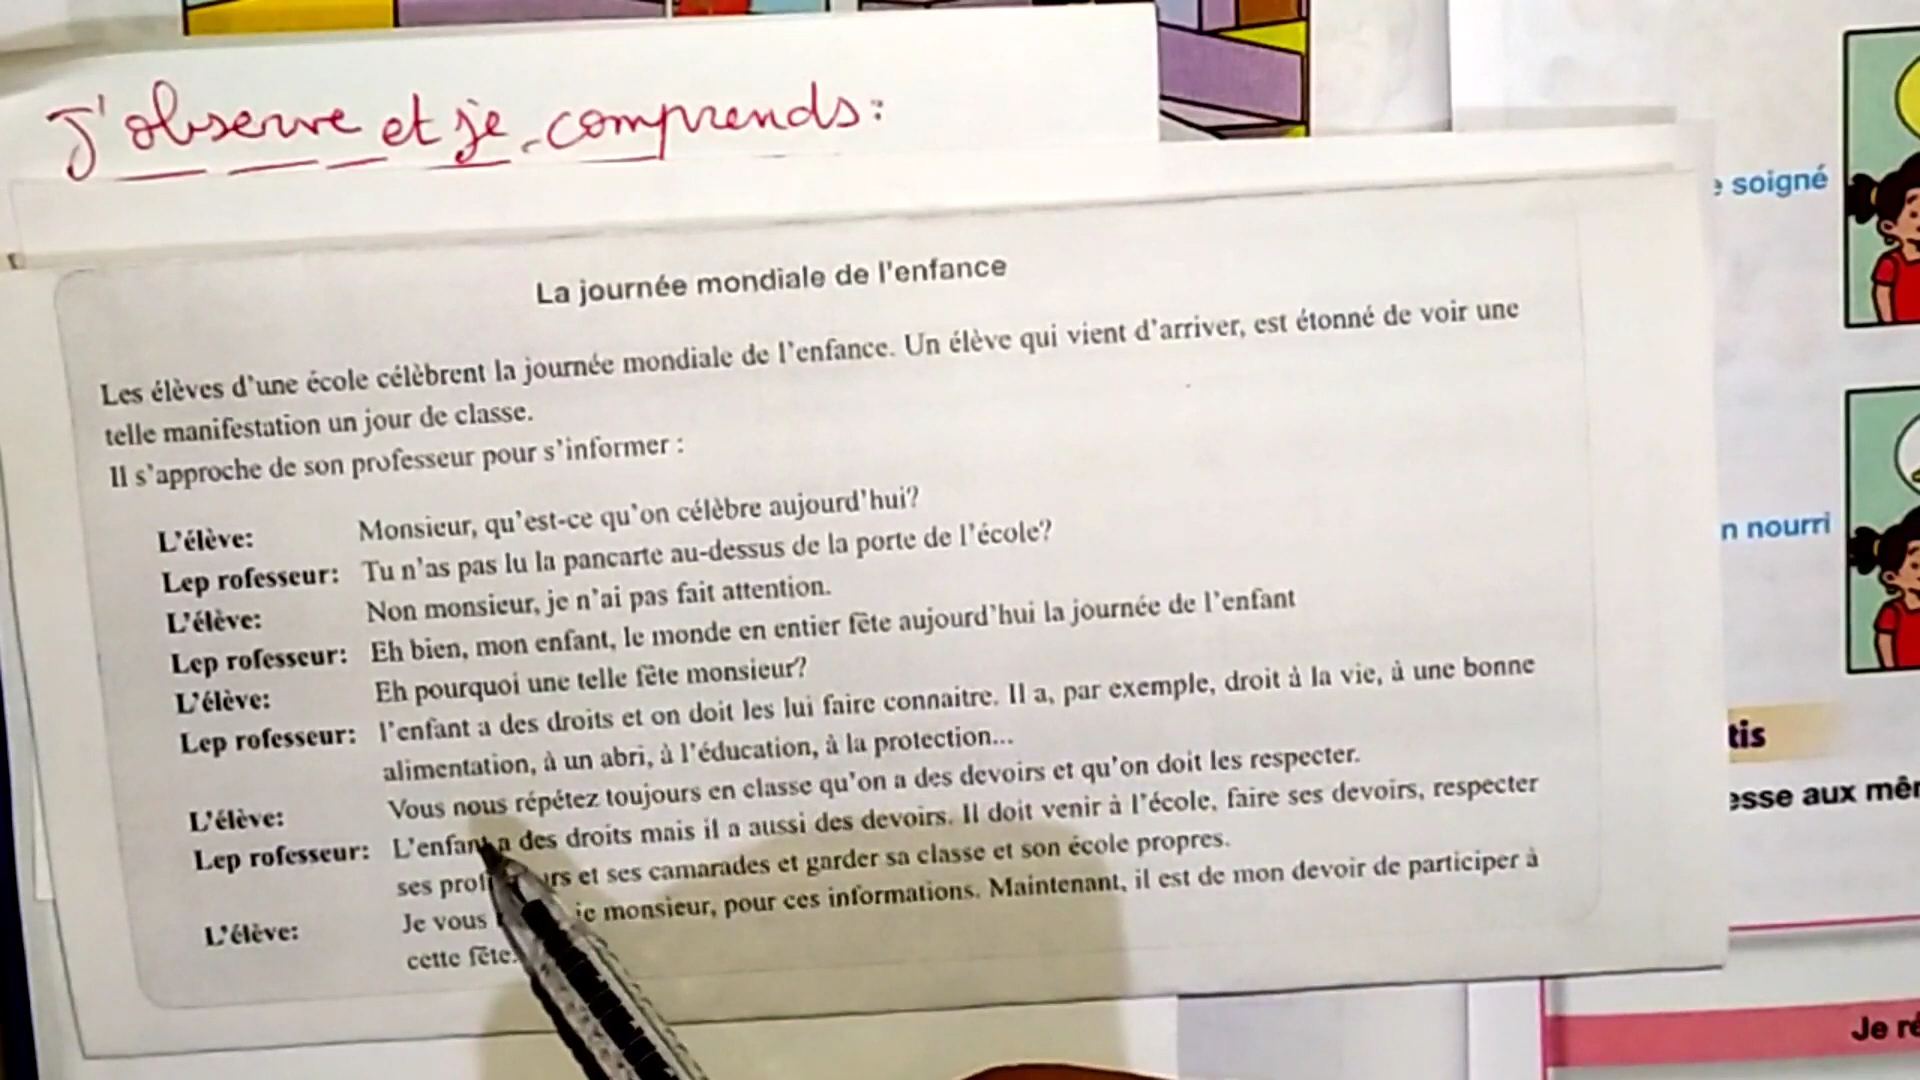 J'observe et je comprends:
La journée mondiale de l'enfance
Les élèves d'une école célèbrent la journée mondiale de l'enfance. Un élève qui vient d'arriver, est étonné de voir une
telle manifestation un jour de classe.
Il s'approche de son professeur pour s'informer :
L'élève: Monsieur, qu'est-ce qu'on célèbre aujourd'hui?
Lep rofesseur: Tu n'as pas lu la pancarte au-dessus de la porte de l'école?
L'élève: Non monsieur, je n'ai pas fait attention.
Lep rofesseur: Eh bien, mon enfant, le monde en entier fête aujourd'hui la journée de l'enfant
L'élève: Eh pourquoi une telle fête monsieur?
Lep rofesseur: l'enfant a des droits et on doit les lui faire connaitre. Il a, par exemple, droit à la vie, à une bonne
alimentation, à un abri, à l'éducation, à la protection...
L'élève: Vous nous répétez toujours en classe qu'on a des devoirs et qu'on doit les respecter.
Lep rofesseur: L'enfant a des droits mais il a aussi des devoirs. Il doit venir à l'école, faire ses devoirs, respecter
ses et ses camarades et garder sa classe et son école propres.
L'élève: Je vous monsieur, pour ces informations. Maintenant, il est de mon devoir de participer à
cette fête.
soigné
n nourri
tis
esse aux
Je